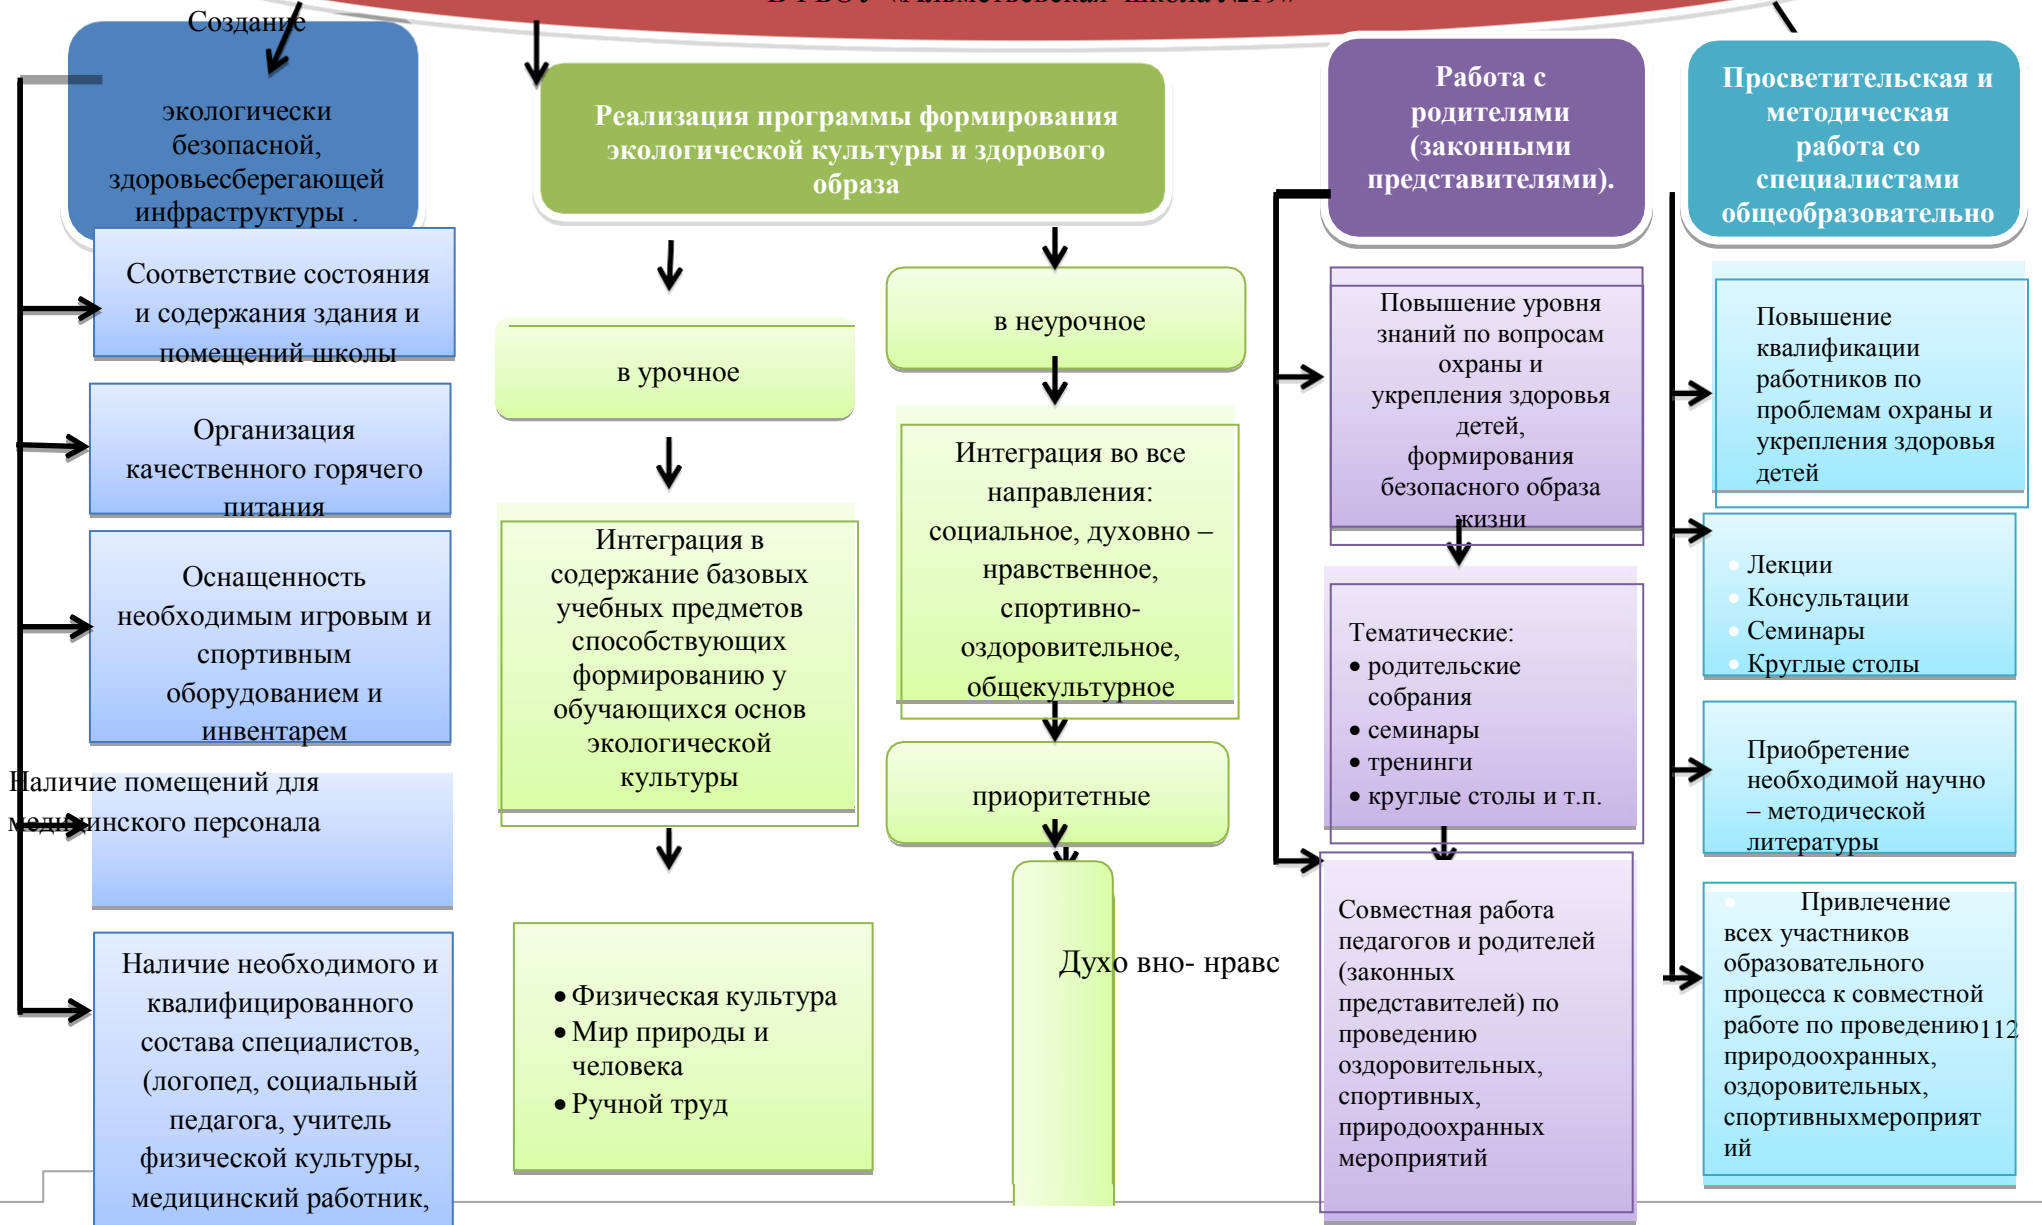 Создание
экологически
безопасной,
здоровьесберегающей
инфраструктуры .
Соответствие состояния
и содержания здания и
помещений школы
Организация
качественного горячего
питания
Оснащенность
необходимым игровым и
спортивным
оборудованием и
инвентарем
Наличие помещений для
медицинского персонала
Наличие необходимого и
квалифицированного
состава специалистов,
(логопед, социальный
педагога, учитель
физической культуры,
медицинский работник,
Реализация программы формирования
экологической культуры и здорового
образа
в урочное
Интеграция в
содержание базовых
учебных предметов
способствующих
формированию у
обучающихся основ
экологической
культуры
• Физическая культура
• Мир природы и
человека
• Ручной труд
в неурочное
Интеграция во все
направления:
социальное, духовно –
нравственное,
спортивно-
оздоровительное,
общекультурное
приоритетные
Духо вно- нравс
Работа с
родителями
(законными
представителями).
Повышение уровня
знаний по вопросам
охраны и
укрепления здоровья
детей,
формирования
безопасного образа
жизни
Тематические:
• родительские
собрания
• семинары
• тренинги
• круглые столы и т.п.
Совместная работа
педагогов и родителей
(законных
представителей) по
проведению
оздоровительных,
спортивных,
природоохранных
мероприятий
Просветительская и
методическая
работа со
специалистами
общеобразовательно
Повышение
квалификации
работников по
проблемам охраны и
укрепления здоровья
детей
• Лекции
• Консультации
• Семинары
• Круглые столы
Приобретение
необходимой научно
– методической
литературы
• Привлечение
всех участников
образовательного
процесса к совместной
работе по проведению
природоохранных,
оздоровительных,
спортивныхмероприят
ий
112